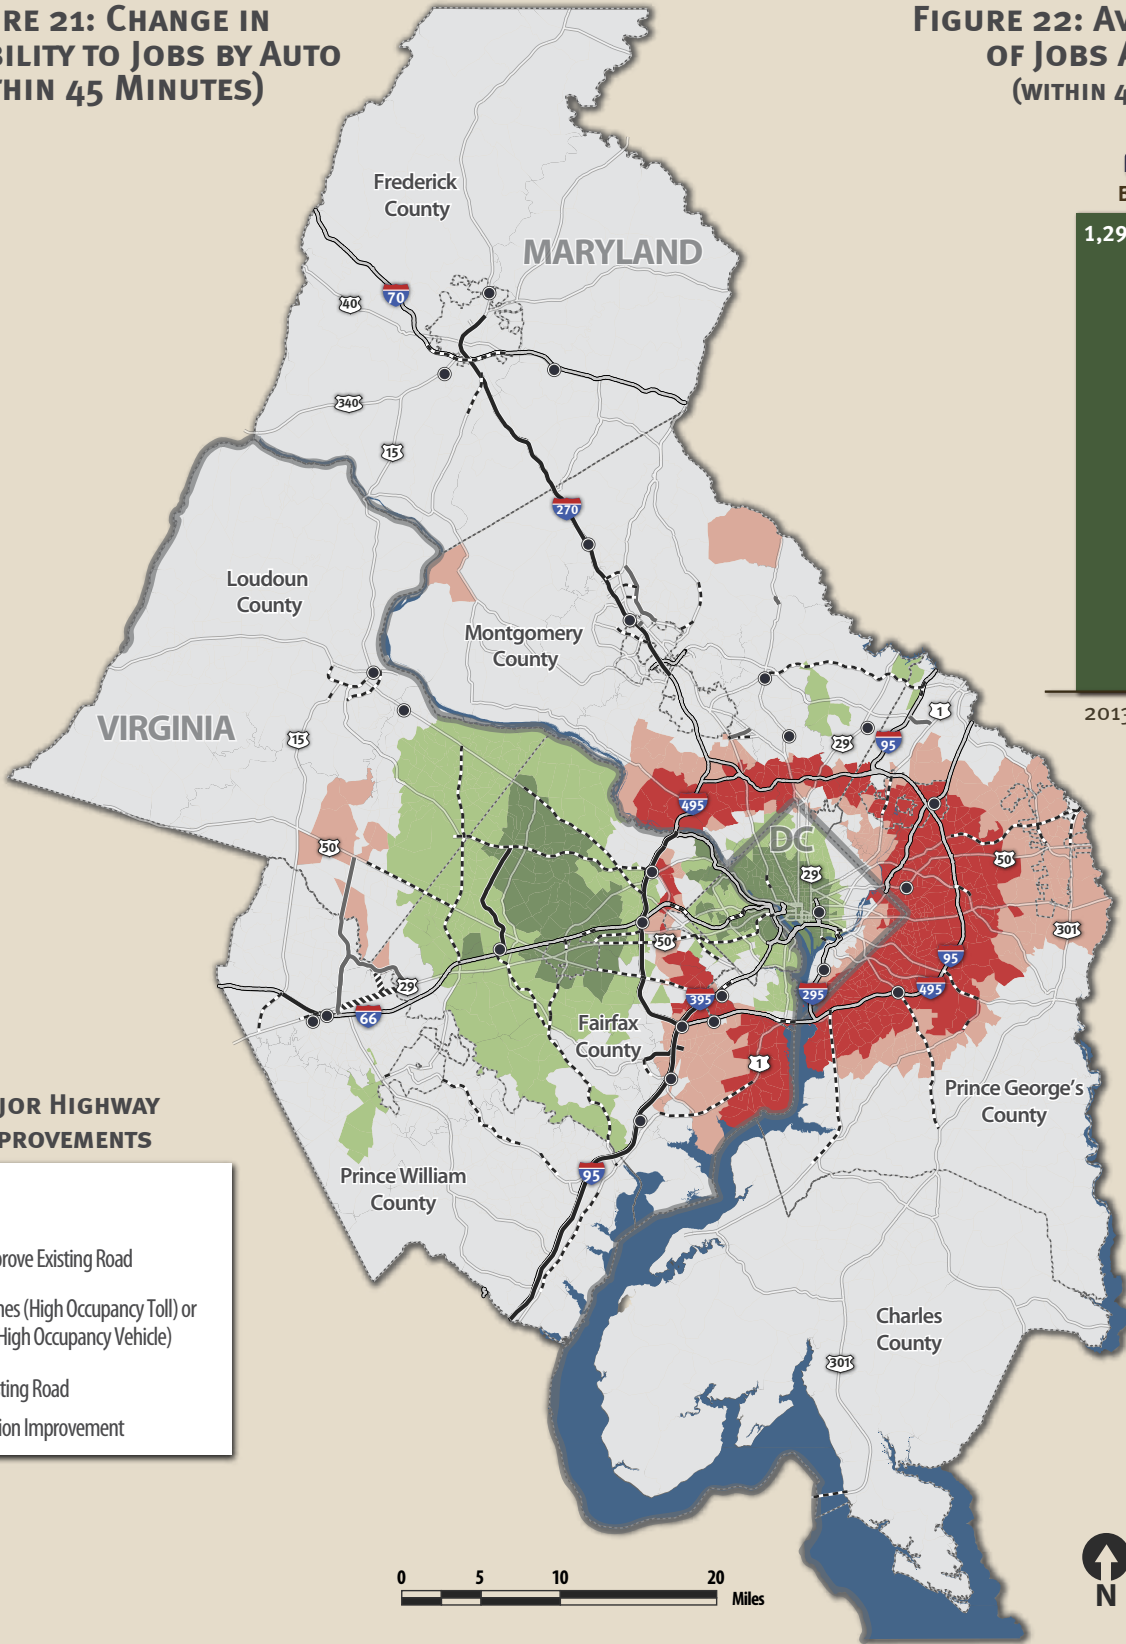 RE 21: CHANGE IN
BILITY TO JOBS BY AUTO
THIN 45 MINUTES)
FIGURE 22: AV
OF JOBS A
(WITHIN 4
1,29
2013
Frederick
County
MARYLAND
70
40
340
15
270
Loudoun
County
Montgomery
County
VIRGINIA
15
1
29
95
495
DC
50
29
50
50
301
95
495
395
295
29
66
Fairfax
County
1
Prince George's
County
JOR HIGHWAY
PROVEMENTS
Prince William
County
95
rove Existing Road
nes (High Occupancy Toll) or
High Occupancy Vehicle)
ting Road
ion Improvement
Charles
County
301
0 5 10 20
Miles
N